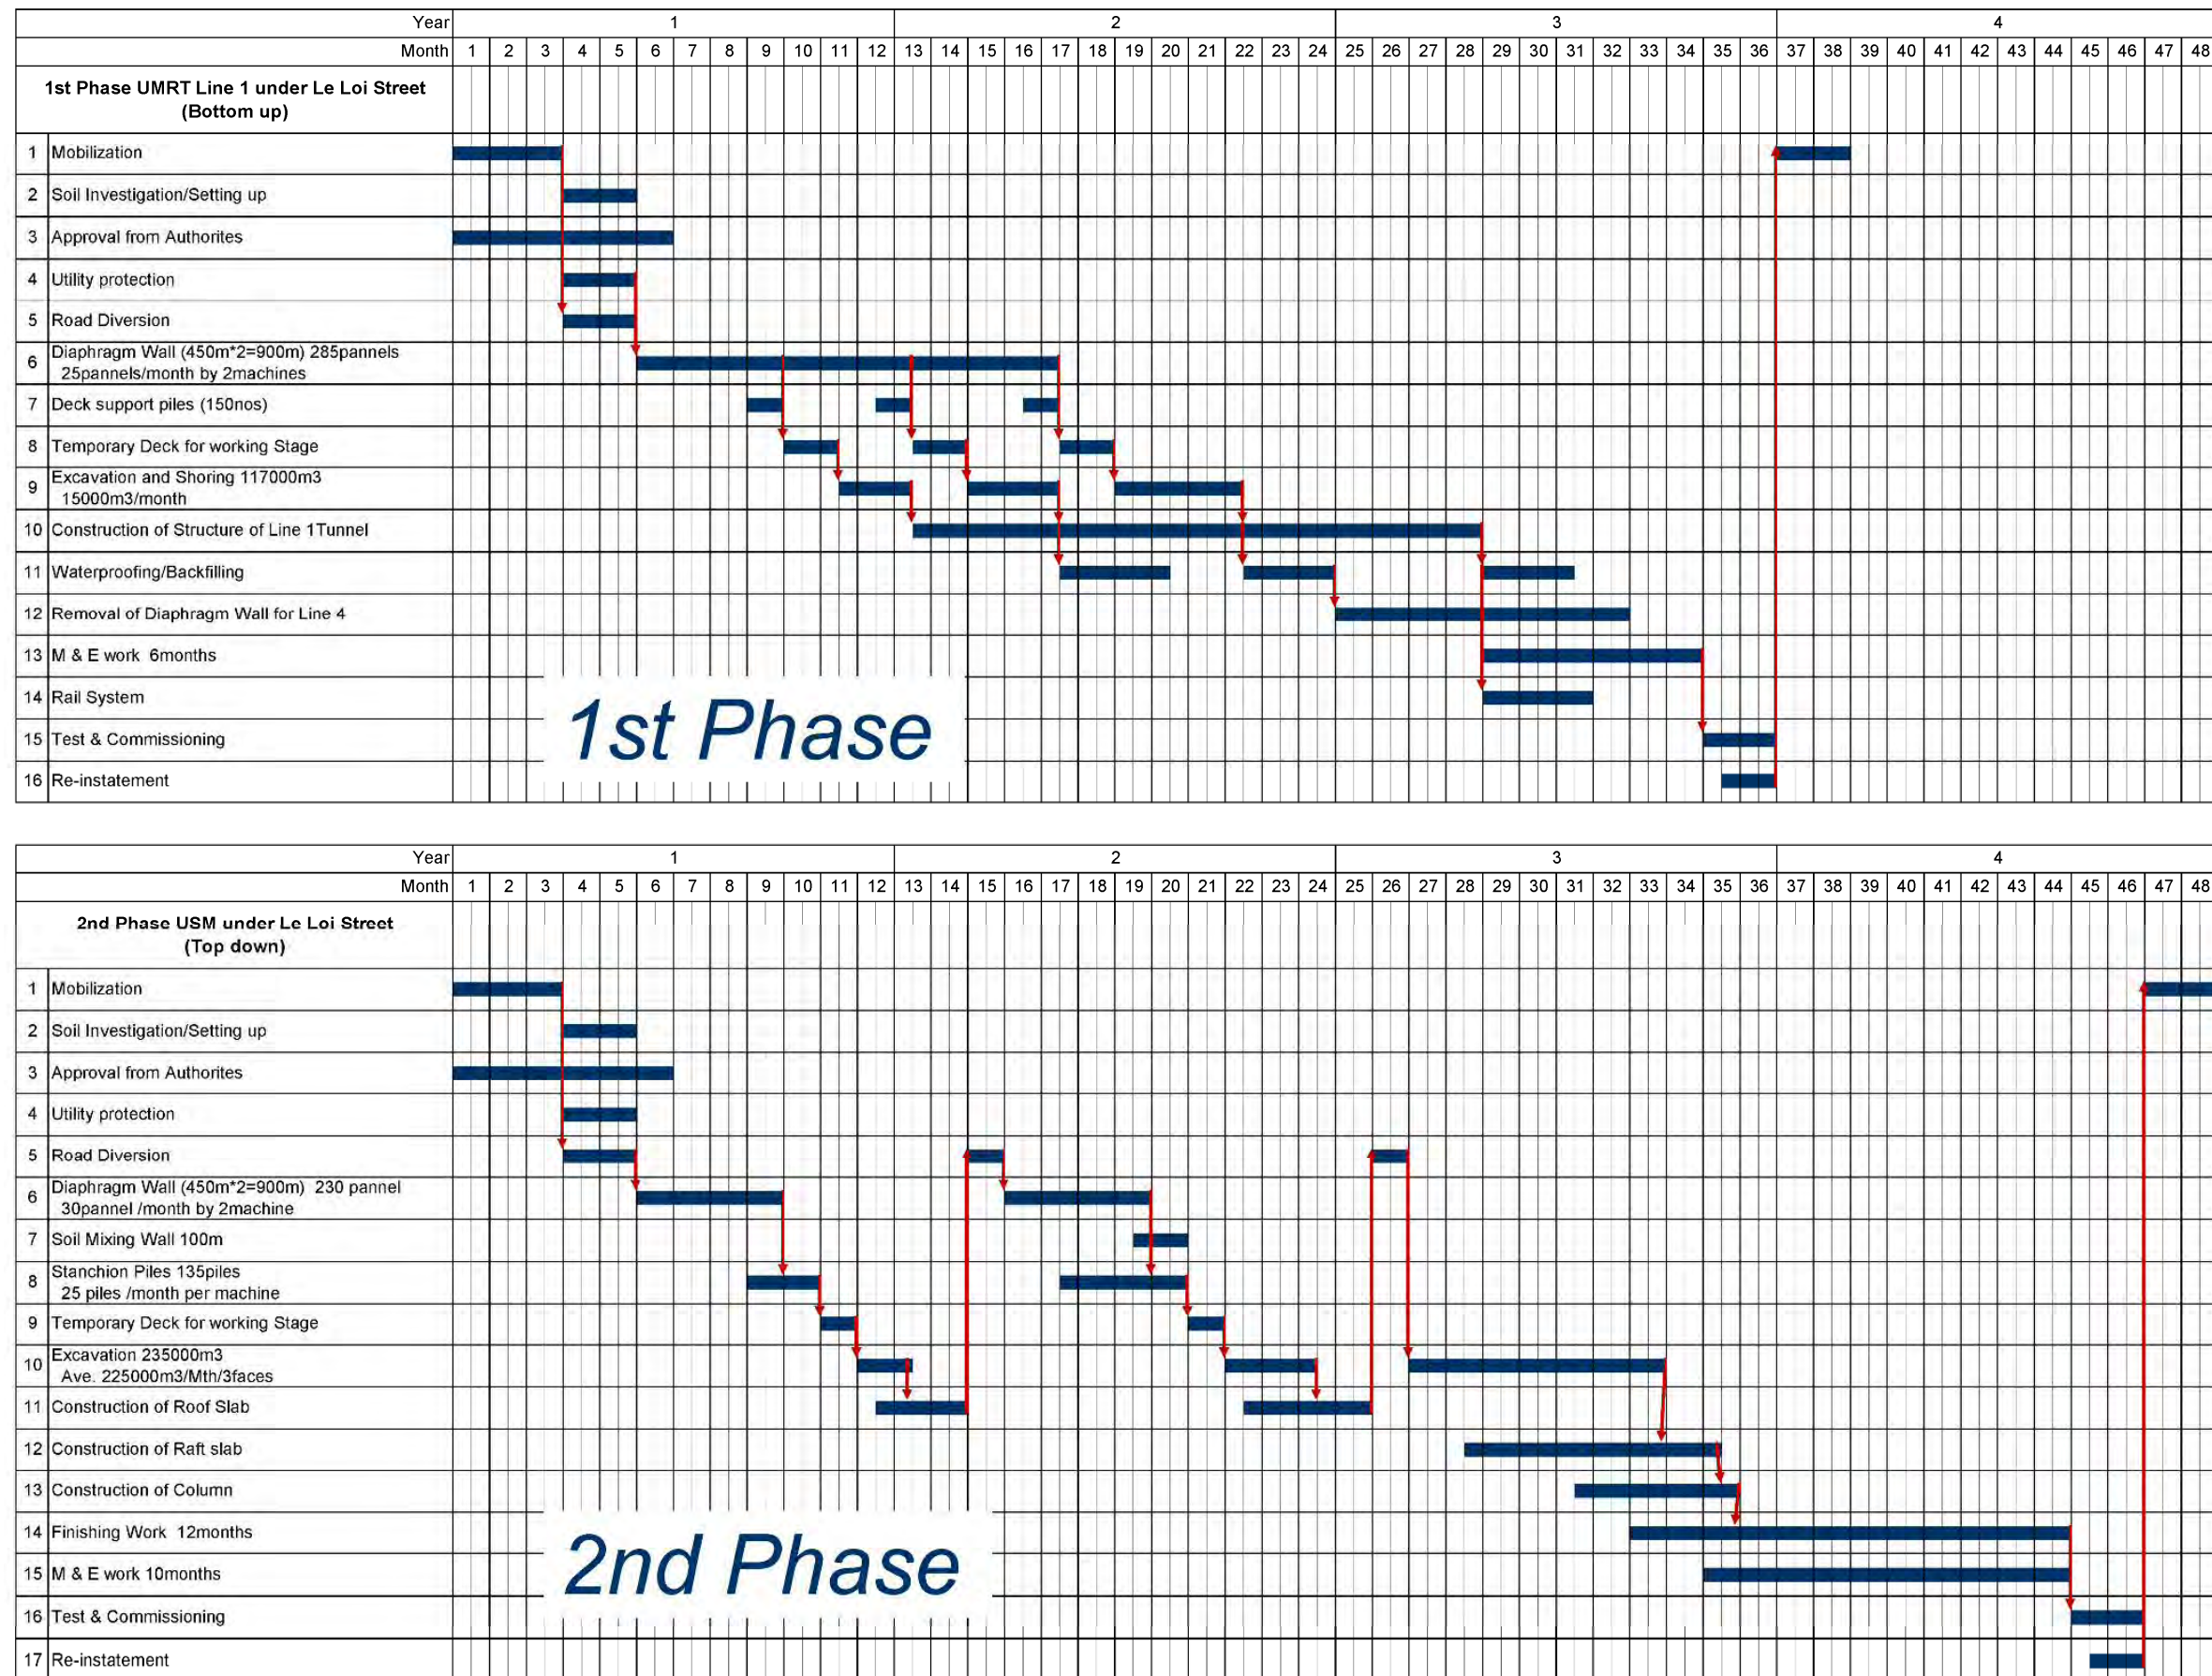 Year 1 2 3 4
Month 1 2 3 4 5 6 7 8 9 10 11 12 13 14 15 16 17 18 19 20 21 22 23 24 25 26 27 28 29 30 31 32 33 34 35 36 37 38 39 40 41 42 43 44 45 46 47 48
1st Phase UMRT Line 1 under Le Loi Street
(Bottom up)
1 Mobilization
2 Soil Investigation/Setting up
3 Approval from Authorites
4 Utility protection
5 Road Diversion
6 Diaphragm Wall (450m*2=900m) 285pannels
25pannels/month by 2machines
7 Deck support piles (150nos)
8 Temporary Deck for working Stage
9 Excavation and Shoring 117000m3
15000m3/month
10 Construction of Structure of Line 1Tunnel
11 Waterproofing/Backfilling
12 Removal of Diaphragm Wall for Line 4
13 M & E work 6months
14 Rail System
15 Test & Commissioning
16 Re-instatement
1st Phase
Year 1 2 3 4
Month 1 2 3 4 5 6 7 8 9 10 11 12 13 14 15 16 17 18 19 20 21 22 23 24 25 26 27 28 29 30 31 32 33 34 35 36 37 38 39 40 41 42 43 44 45 46 47 48
2nd Phase USM under Le Loi Street
(Top down)
1 Mobilization
2 Soil Investigation/Setting up
3 Approval from Authorites
4 Utility protection
5 Road Diversion
6 Diaphragm Wall (450m*2=900m) 230 pannel
30pannel /month by 2machine
7 Soil Mixing Wall 100m
8 Stanchion Piles 135piles
25 piles /month per machine
9 Temporary Deck for working Stage
10 Excavation 235000m3
Ave. 225000m3/Mth/3faces
11 Construction of Roof Slab
12 Construction of Raft slab
13 Construction of Column
14 Finishing Work 12months
15 M & E work 10months
16 Test & Commissioning
17 Re-instatement
2nd Phase